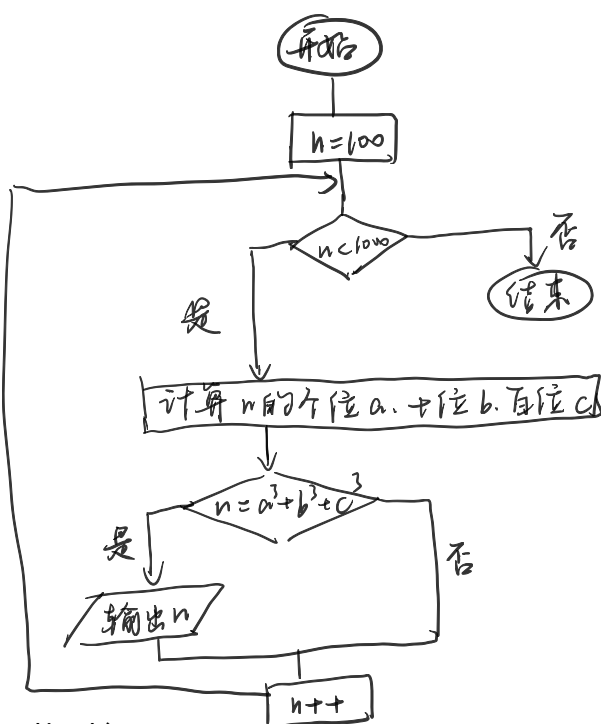 开始
n=100
n<1000
否
结束
是
计算n的个位a、十位b、百位c
n=a³+b³+c³
是
否
输出n
n++